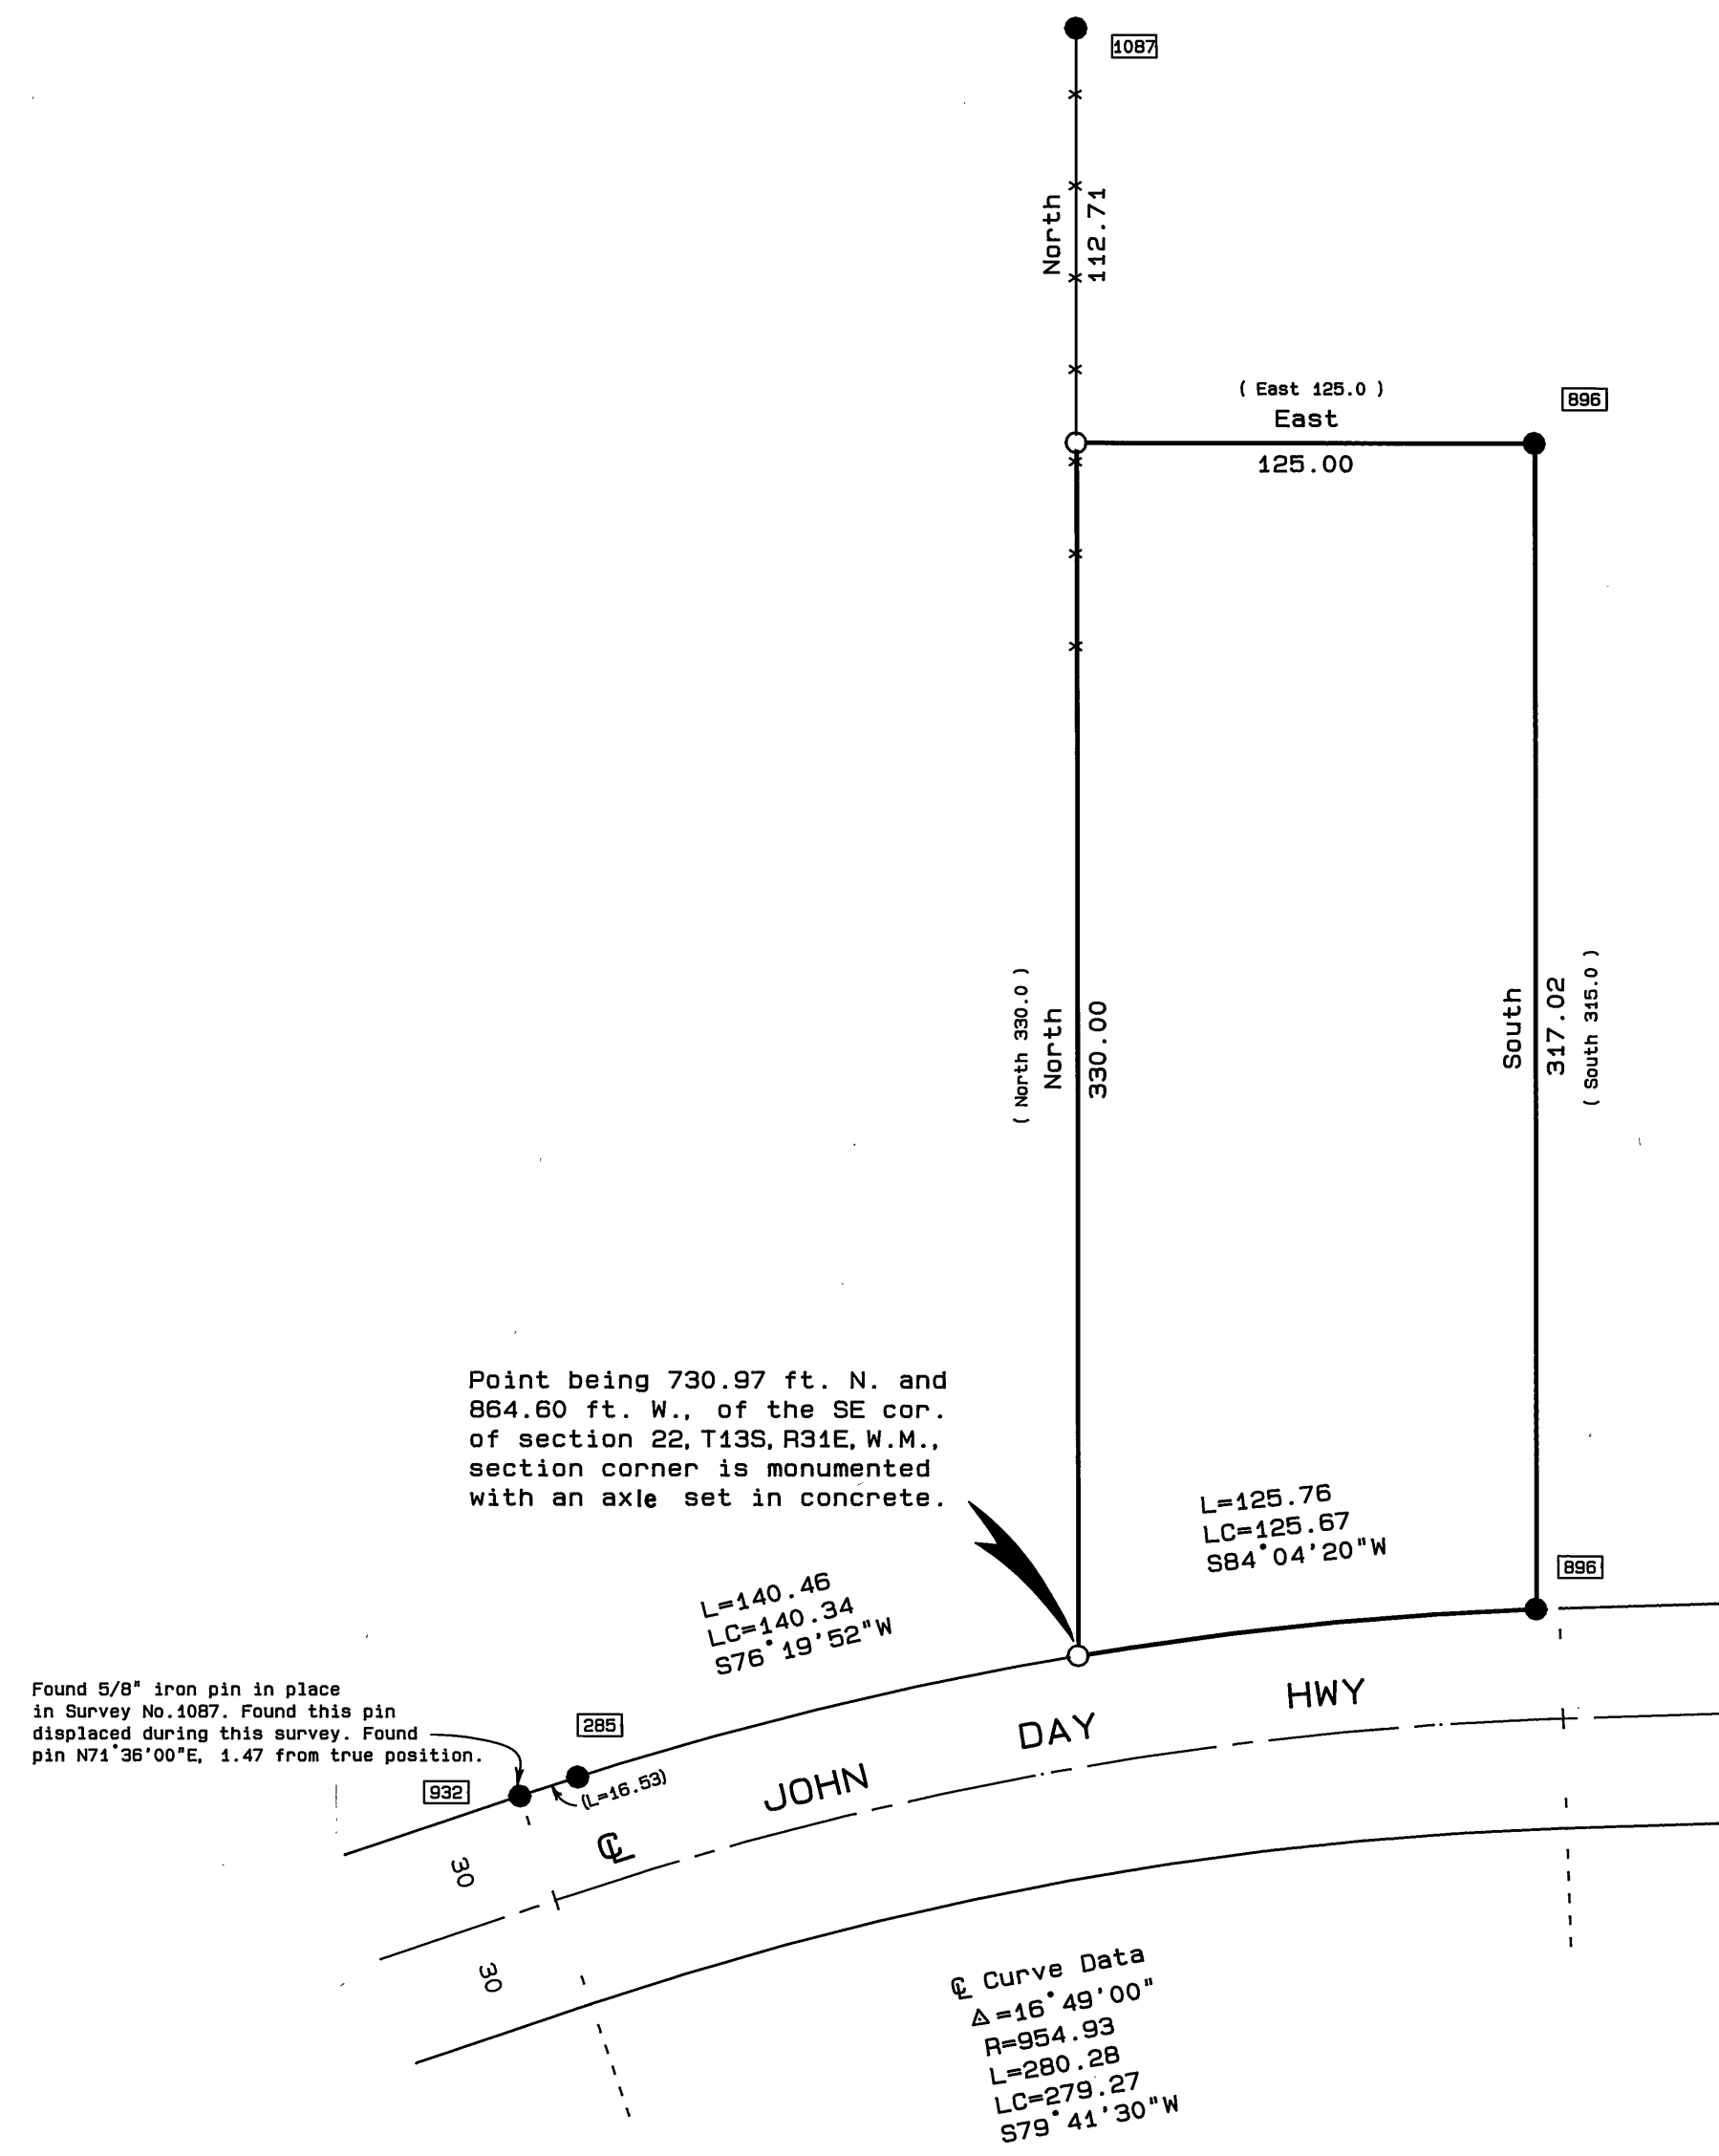 1087
North
112.71
( East 125.0 )
East
125.00
896
( North 330.0 )
North
330.00
South
317.02
( South 315.0 )
Point being 730.97 ft. N. and
864.60 ft. W., of the SE cor.
of section 22, T13S, R31E, W.M.,
section corner is monumented
with an axle set in concrete.
L=125.76
LC=125.67
S84°04'20"W
896
L=140.46
LC=140.34
S76°19'52"W
Found 5/8" iron pin in place
in Survey No.1087. Found this pin
displaced during this survey. Found
pin N71°36'00"E, 1.47 from true position.
285
932
(L=16.53)
JOHN DAY HWY
℄
30
30
℄ Curve Data
Δ=16°49'00"
R=954.93
L=280.28
LC=279.27
S79°41'30"W